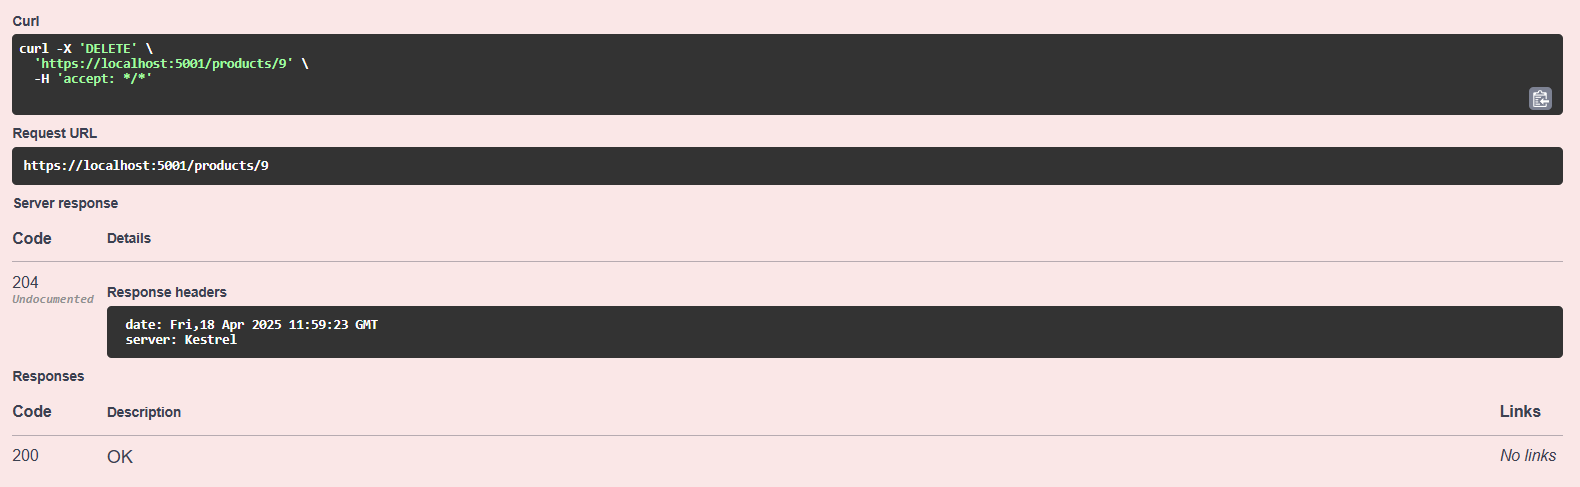 Curl
curl -X 'DELETE' \
  'https://localhost:5001/products/9' \
  -H 'accept: */*'
Request URL
https://localhost:5001/products/9
Server response
Code Details
204
Undocumented
Response headers
date: Fri,18 Apr 2025 11:59:23 GMT
server: Kestrel
Responses
Code Description Links
200 OK No links